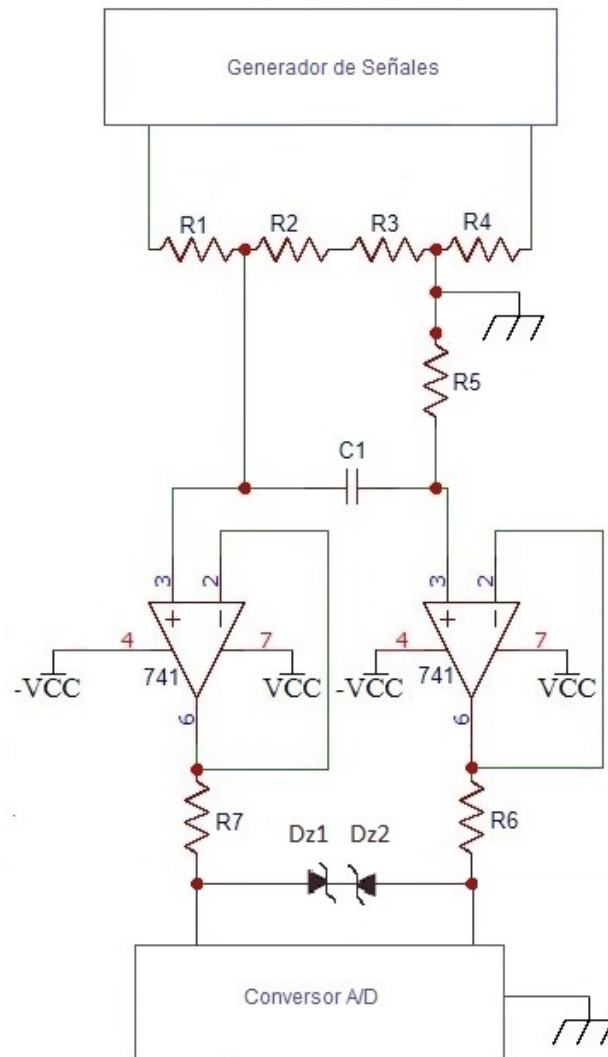 Generador de Señales
R1
R2
R3
R4
R5
C1
3
2
3
2
+
−
+
−
4
7
4
7
-VCC
741
VCC
-VCC
741
VCC
6
6
R7
R6
Dz1
Dz2
Conversor A/D